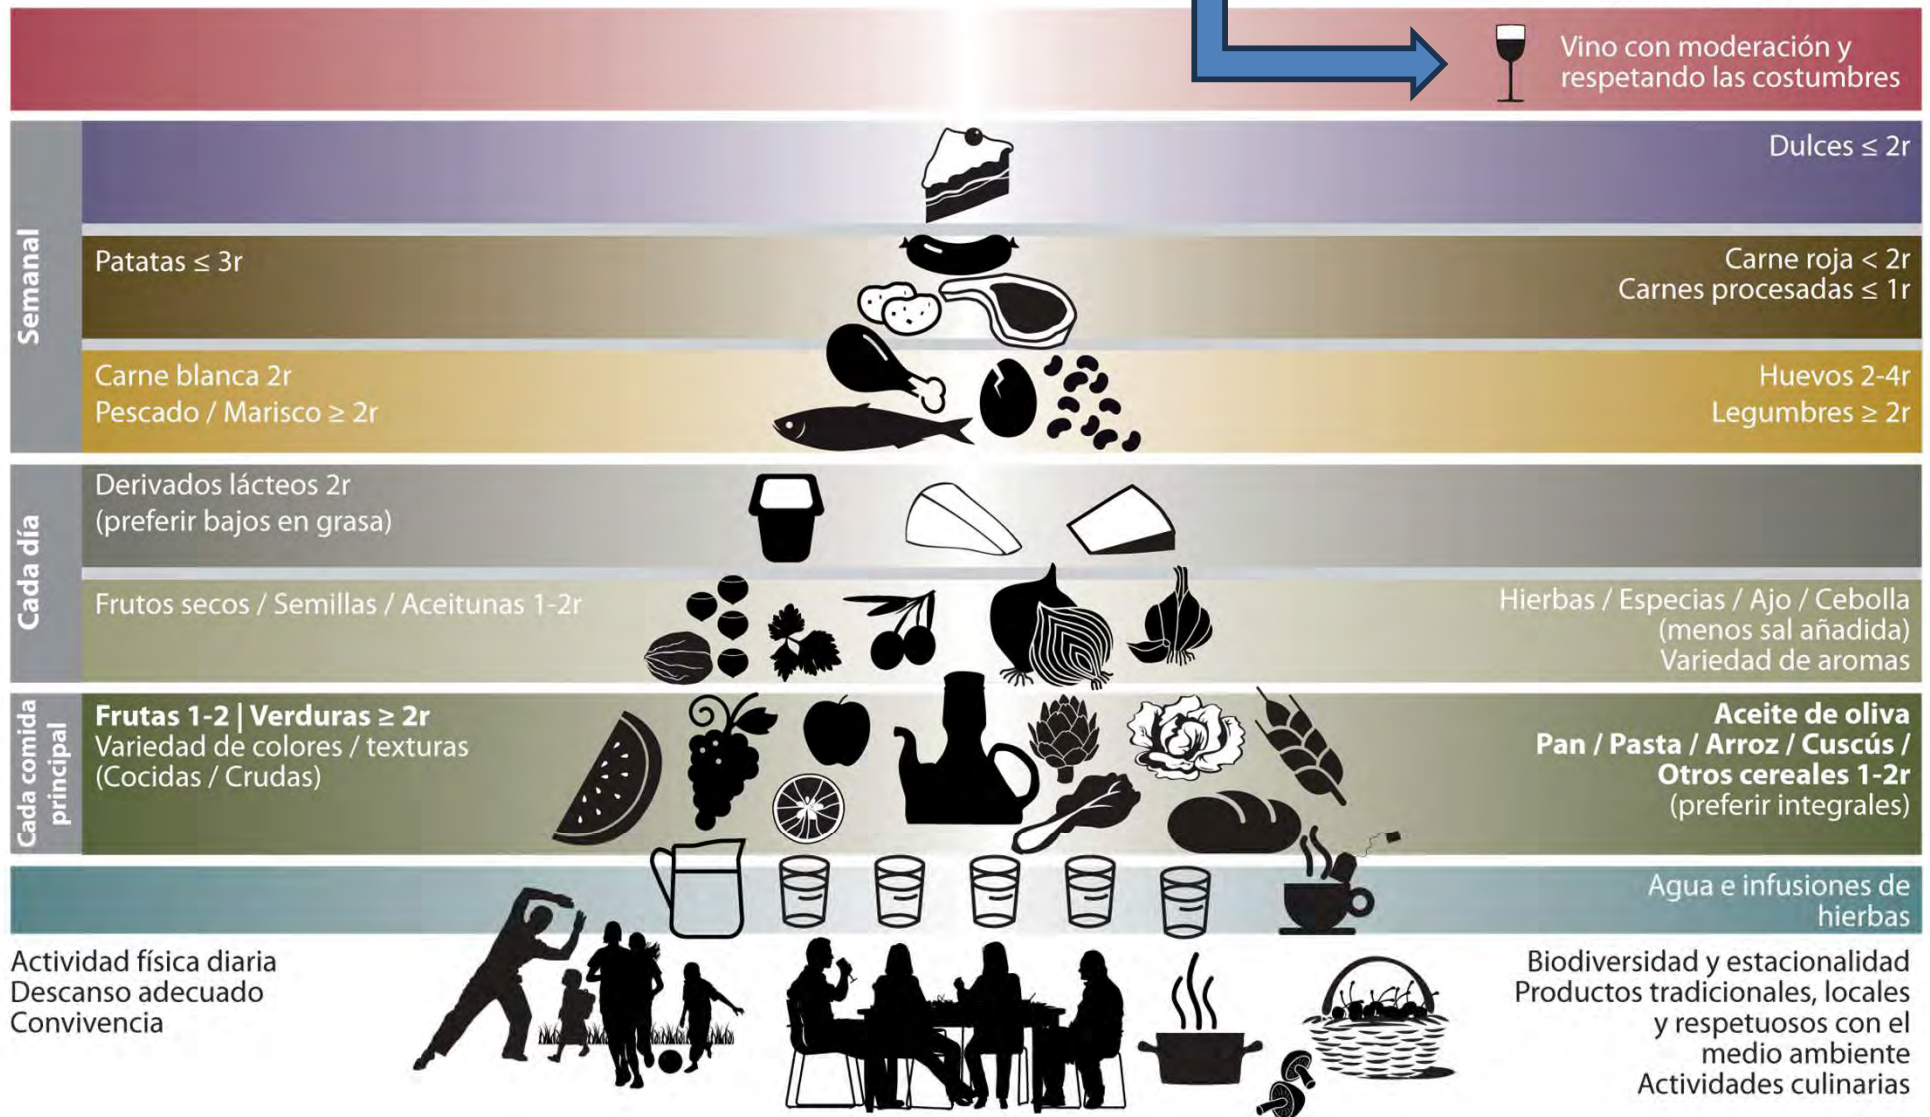 Vino con moderación y
respetando las costumbres
Semanal
Dulces ≤ 2r
Patatas ≤ 3r
Carne roja < 2r
Carnes procesadas ≤ 1r
Carne blanca 2r
Pescado / Marisco ≥ 2r
Huevos 2-4r
Legumbres ≥ 2r
Cada día
Derivados lácteos 2r
(preferir bajos en grasa)
Frutos secos / Semillas / Aceitunas 1-2r
Hierbas / Especias / Ajo / Cebolla
(menos sal añadida)
Variedad de aromas
Cada comida
principal
Frutas 1-2 | Verduras ≥ 2r
Variedad de colores / texturas
(Cocidas / Crudas)
Aceite de oliva
Pan / Pasta / Arroz / Cuscús /
Otros cereales 1-2r
(preferir integrales)
Agua e infusiones de
hierbas
Actividad física diaria
Descanso adecuado
Convivencia
Biodiversidad y estacionalidad
Productos tradicionales, locales
y respetuosos con el
medio ambiente
Actividades culinarias